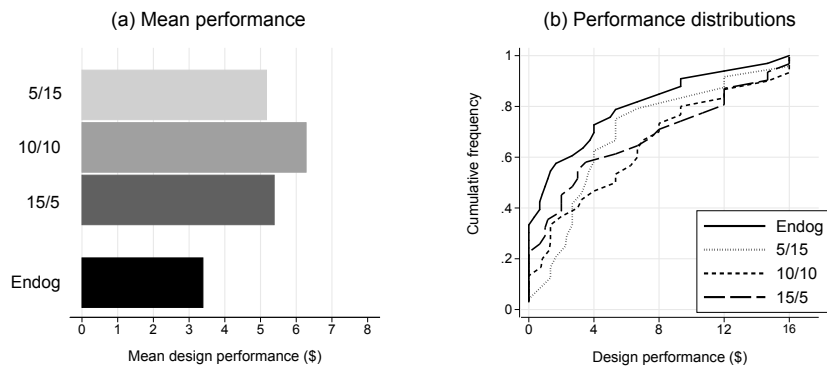 (a) Mean performance
5/15
10/10
15/5
Endog
0 1 2 3 4 5 6 7 8
Mean design performance ($)
(b) Performance distributions
Cumulative frequency
1
.8
.6
.4
.2
0
Endog
5/15
10/10
15/5
0 4 8 12 16
Design performance ($)